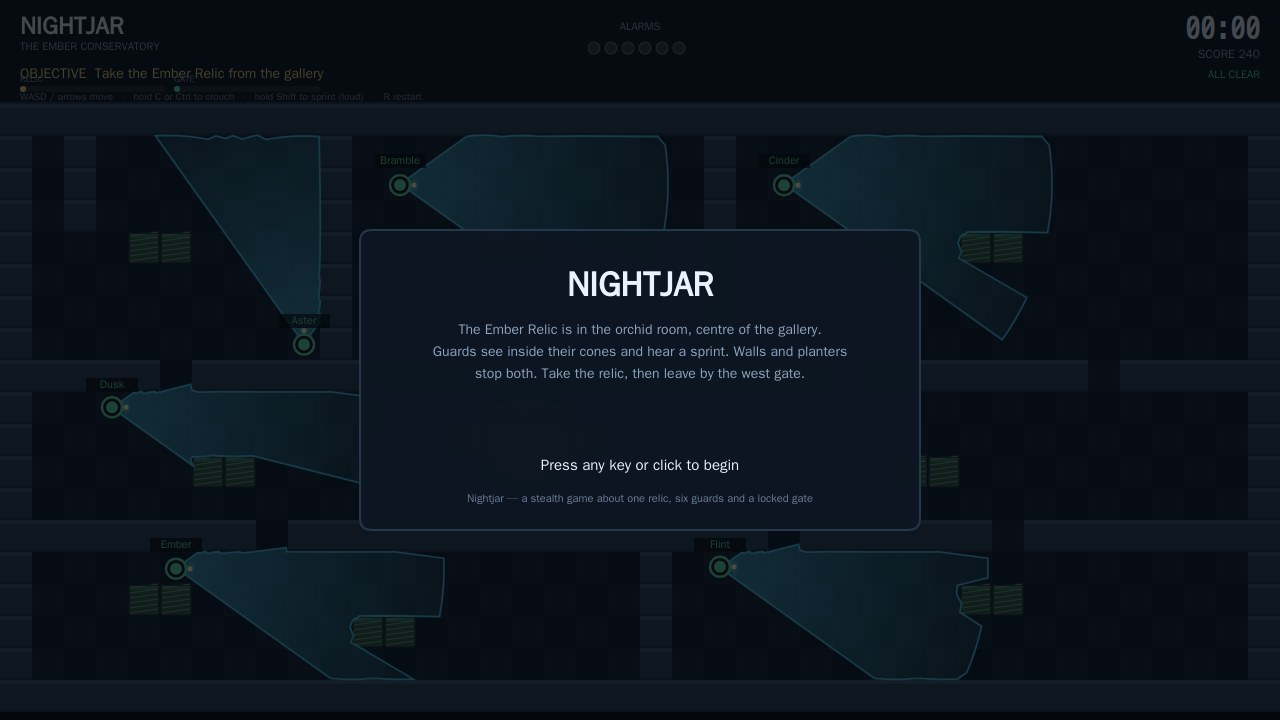 NIGHTJAR
THE EMBER CONSERVATORY
OBJECTIVE Take the Ember Relic from the gallery
WASD / arrows move · hold C or Ctrl to crouch · hold Shift to sprint (loud) · R restart
ALARMS
00:00
SCORE 240
ALL CLEAR
Bramble
Cinder
Aster
Dusk
Ember
Flint
NIGHTJAR
The Ember Relic is in the orchid room, centre of the gallery.
Guards see inside their cones and hear a sprint. Walls and planters
stop both. Take the relic, then leave by the west gate.
Press any key or click to begin
Nightjar — a stealth game about one relic, six guards and a locked gate